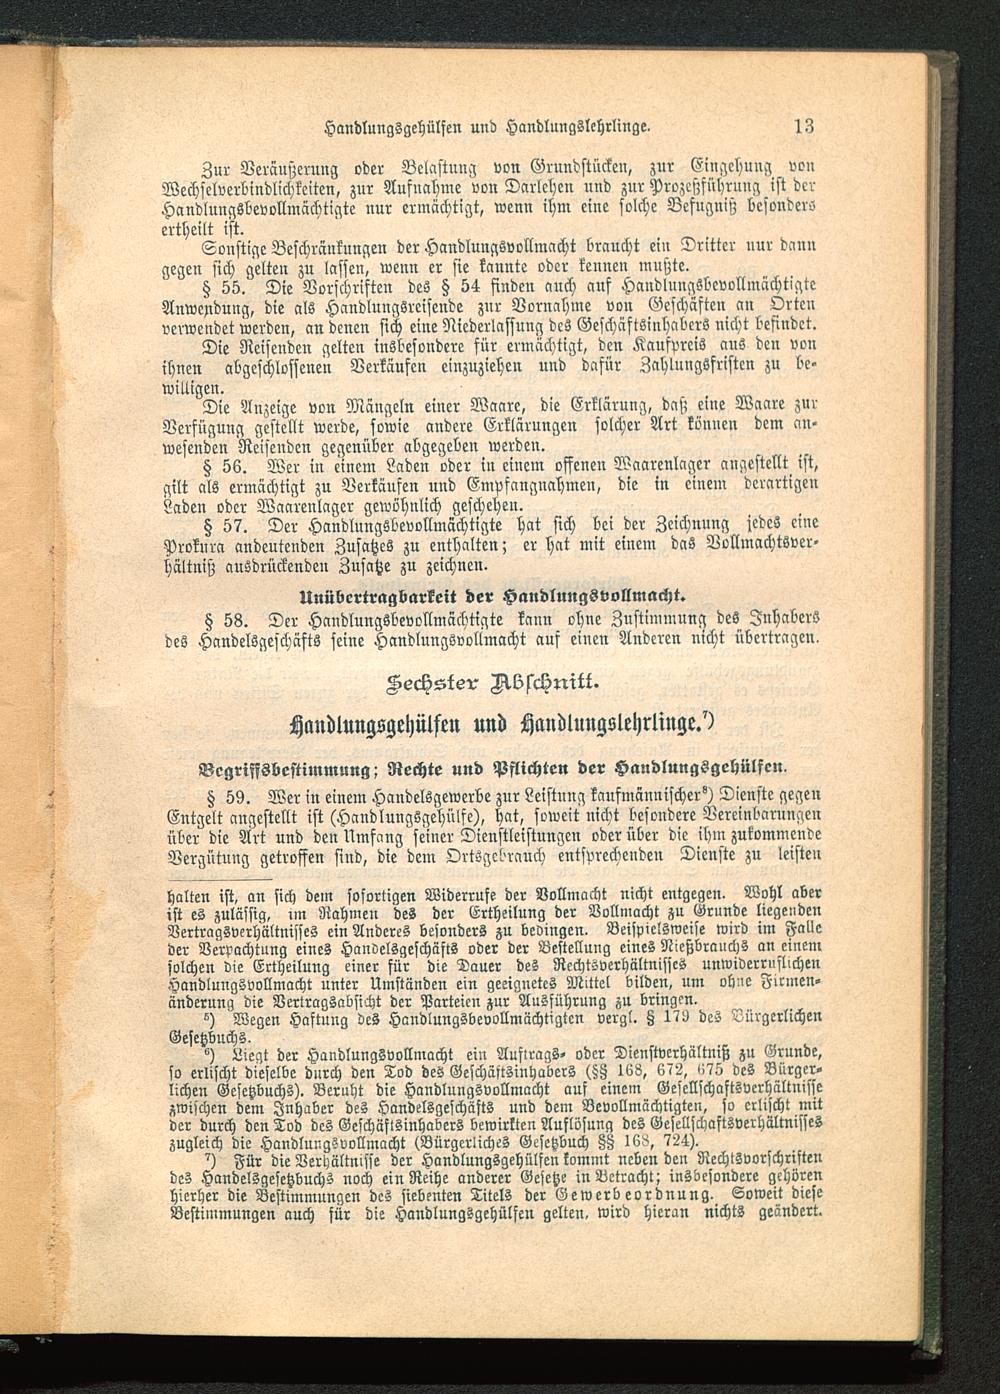 Handlungsgehülfen und Handlungslehrlinge. 13
Zur Veräußerung oder Belastung von Grundstücken, zur Eingehung von
Wechselverbindlichkeiten, zur Aufnahme von Darlehen und zur Prozeßführung ist der
Handlungsbevollmächtigte nur ermächtigt, wenn ihm eine solche Befugniß besonders
ertheilt ist.
Sonstige Beschränkungen der Handlungsvollmacht braucht ein Dritter nur dann
gegen sich gelten zu lassen, wenn er sie kannte oder kennen mußte.
§ 55. Die Vorschriften des § 54 finden auch auf Handlungsbevollmächtigte
Anwendung, die als Handlungsreisende zur Vornahme von Geschäften an Orten
verwendet werden, an denen sich eine Niederlassung des Geschäftsinhabers nicht befindet.
Die Reisenden gelten insbesondere für ermächtigt, den Kaufpreis aus den von
ihnen abgeschlossenen Verkäufen einzuziehen und dafür Zahlungsfristen zu be-
willigen.
Die Anzeige von Mängeln einer Waare, die Erklärung, daß eine Waare zur
Verfügung gestellt werde, sowie andere Erklärungen solcher Art können dem an-
wesenden Reisenden gegenüber abgegeben werden.
§ 56. Wer in einem Laden oder in einem offenen Waarenlager angestellt ist,
gilt als ermächtigt zu Verkäufen und Empfangnahmen, die in einem derartigen
Laden oder Waarenlager gewöhnlich geschehen.
§ 57. Der Handlungsbevollmächtigte hat sich bei der Zeichnung jedes eine
Prokura andeutenden Zusatzes zu enthalten; er hat mit einem das Vollmachtsver-
hältniß ausdrückenden Zusatze zu zeichnen.
Unübertragbarkeit der Handlungsvollmacht.
§ 58. Der Handlungsbevollmächtigte kann ohne Zustimmung des Inhabers
des Handelsgeschäfts seine Handlungsvollmacht auf einen Anderen nicht übertragen.
Sechster Abschnitt.
Handlungsgehülfen und Handlungslehrlinge.⁷)
Begriffsbestimmung; Rechte und Pflichten der Handlungsgehülfen.
§ 59. Wer in einem Handelsgewerbe zur Leistung kaufmännischer⁸) Dienste gegen
Entgelt angestellt ist (Handlungsgehülfe), hat, soweit nicht besondere Vereinbarungen
über die Art und den Umfang seiner Dienstleistungen oder über die ihm zukommende
Vergütung getroffen sind, die dem Ortsgebrauch entsprechenden Dienste zu leisten
halten ist, an sich dem sofortigen Widerrufe der Vollmacht nicht entgegen. Wohl aber
ist es zulässig, im Rahmen des der Ertheilung der Vollmacht zu Grunde liegenden
Vertragsverhältnisses ein Anderes besonders zu bedingen. Beispielsweise wird im Falle
der Verpachtung eines Handelsgeschäfts oder der Bestellung eines Nießbrauchs an einem
solchen die Ertheilung einer für die Dauer des Rechtsverhältnisses unwiderruflichen
Handlungsvollmacht unter Umständen ein geeignetes Mittel bilden, um ohne Firmen-
änderung die Vertragsabsicht der Parteien zur Ausführung zu bringen.
⁵) Wegen Haftung des Handlungsbevollmächtigten vergl. § 179 des Bürgerlichen
Gesetzbuchs.
⁶) Liegt der Handlungsvollmacht ein Auftrags- oder Dienstverhältniß zu Grunde,
so erlischt dieselbe durch den Tod des Geschäftsinhabers (§§ 168, 672, 675 des Bürger-
lichen Gesetzbuchs). Beruht die Handlungsvollmacht auf einem Gesellschaftsverhältnisse
zwischen dem Inhaber des Handelsgeschäfts und dem Bevollmächtigten, so erlischt mit
der durch den Tod des Geschäftsinhabers bewirkten Auflösung des Gesellschaftsverhältnisses
zugleich die Handlungsvollmacht (Bürgerliches Gesetzbuch §§ 168, 724).
⁷) Für die Verhältnisse der Handlungsgehülfen kommt neben den Rechtsvorschriften
des Handelsgesetzbuchs noch ein Reihe anderer Gesetze in Betracht; insbesondere gehören
hierher die Bestimmungen des siebenten Titels der Gewerbeordnung. Soweit diese
Bestimmungen auch für die Handlungsgehülfen gelten, wird hieran nichts geändert.